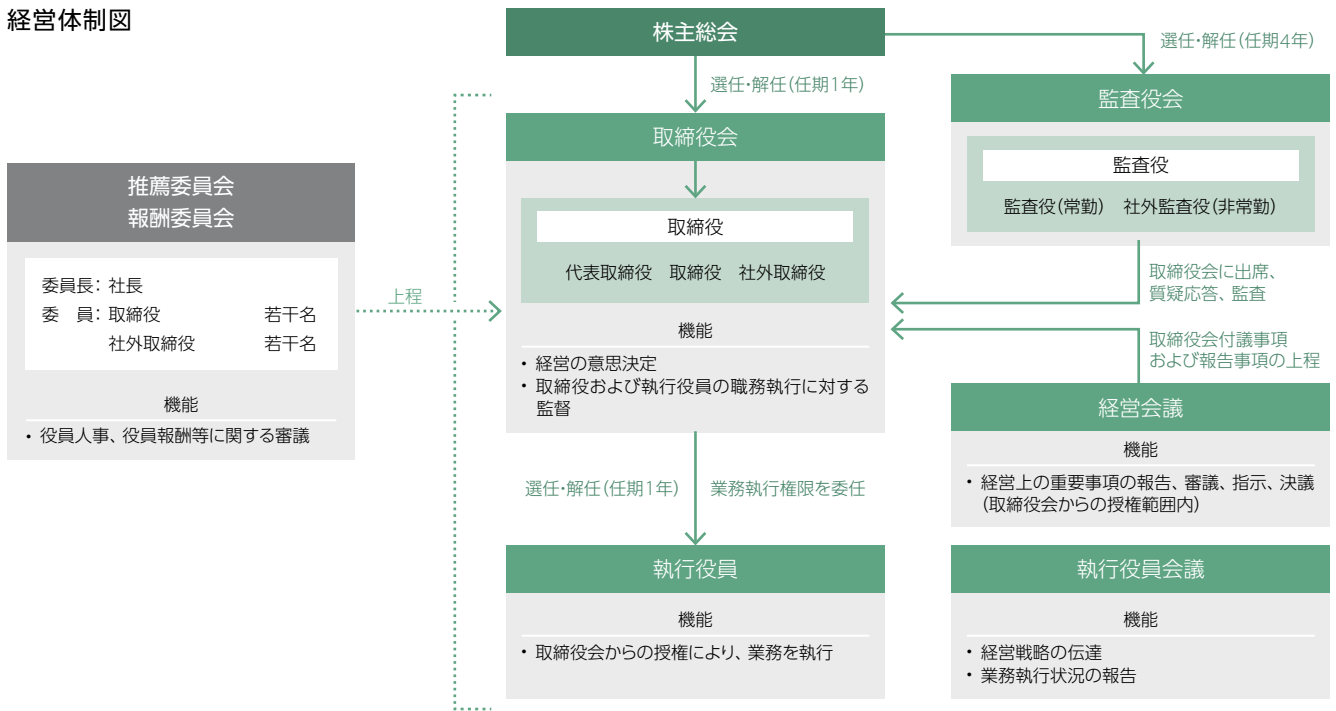 経営体制図
株主総会
選任・解任（任期1年）
選任・解任（任期4年）
取締役会
取締役
代表取締役　取締役　社外取締役
機能
・ 経営の意思決定
・ 取締役および執行役員の職務執行に対する
監督
監査役会
監査役
監査役（常勤）　社外監査役（非常勤）
取締役会に出席、
質疑応答、監査
推薦委員会
報酬委員会
委員長： 社長
委　員： 取締役　若干名
社外取締役　若干名
機能
・ 役員人事、役員報酬等に関する審議
上程
取締役会付議事項
および報告事項の上程
経営会議
機能
・ 経営上の重要事項の報告、審議、指示、決議
（取締役会からの授権範囲内）
選任・解任（任期1年）
業務執行権限を委任
執行役員
機能
・ 取締役会からの授権により、業務を執行
執行役員会議
機能
・ 経営戦略の伝達
・ 業務執行状況の報告